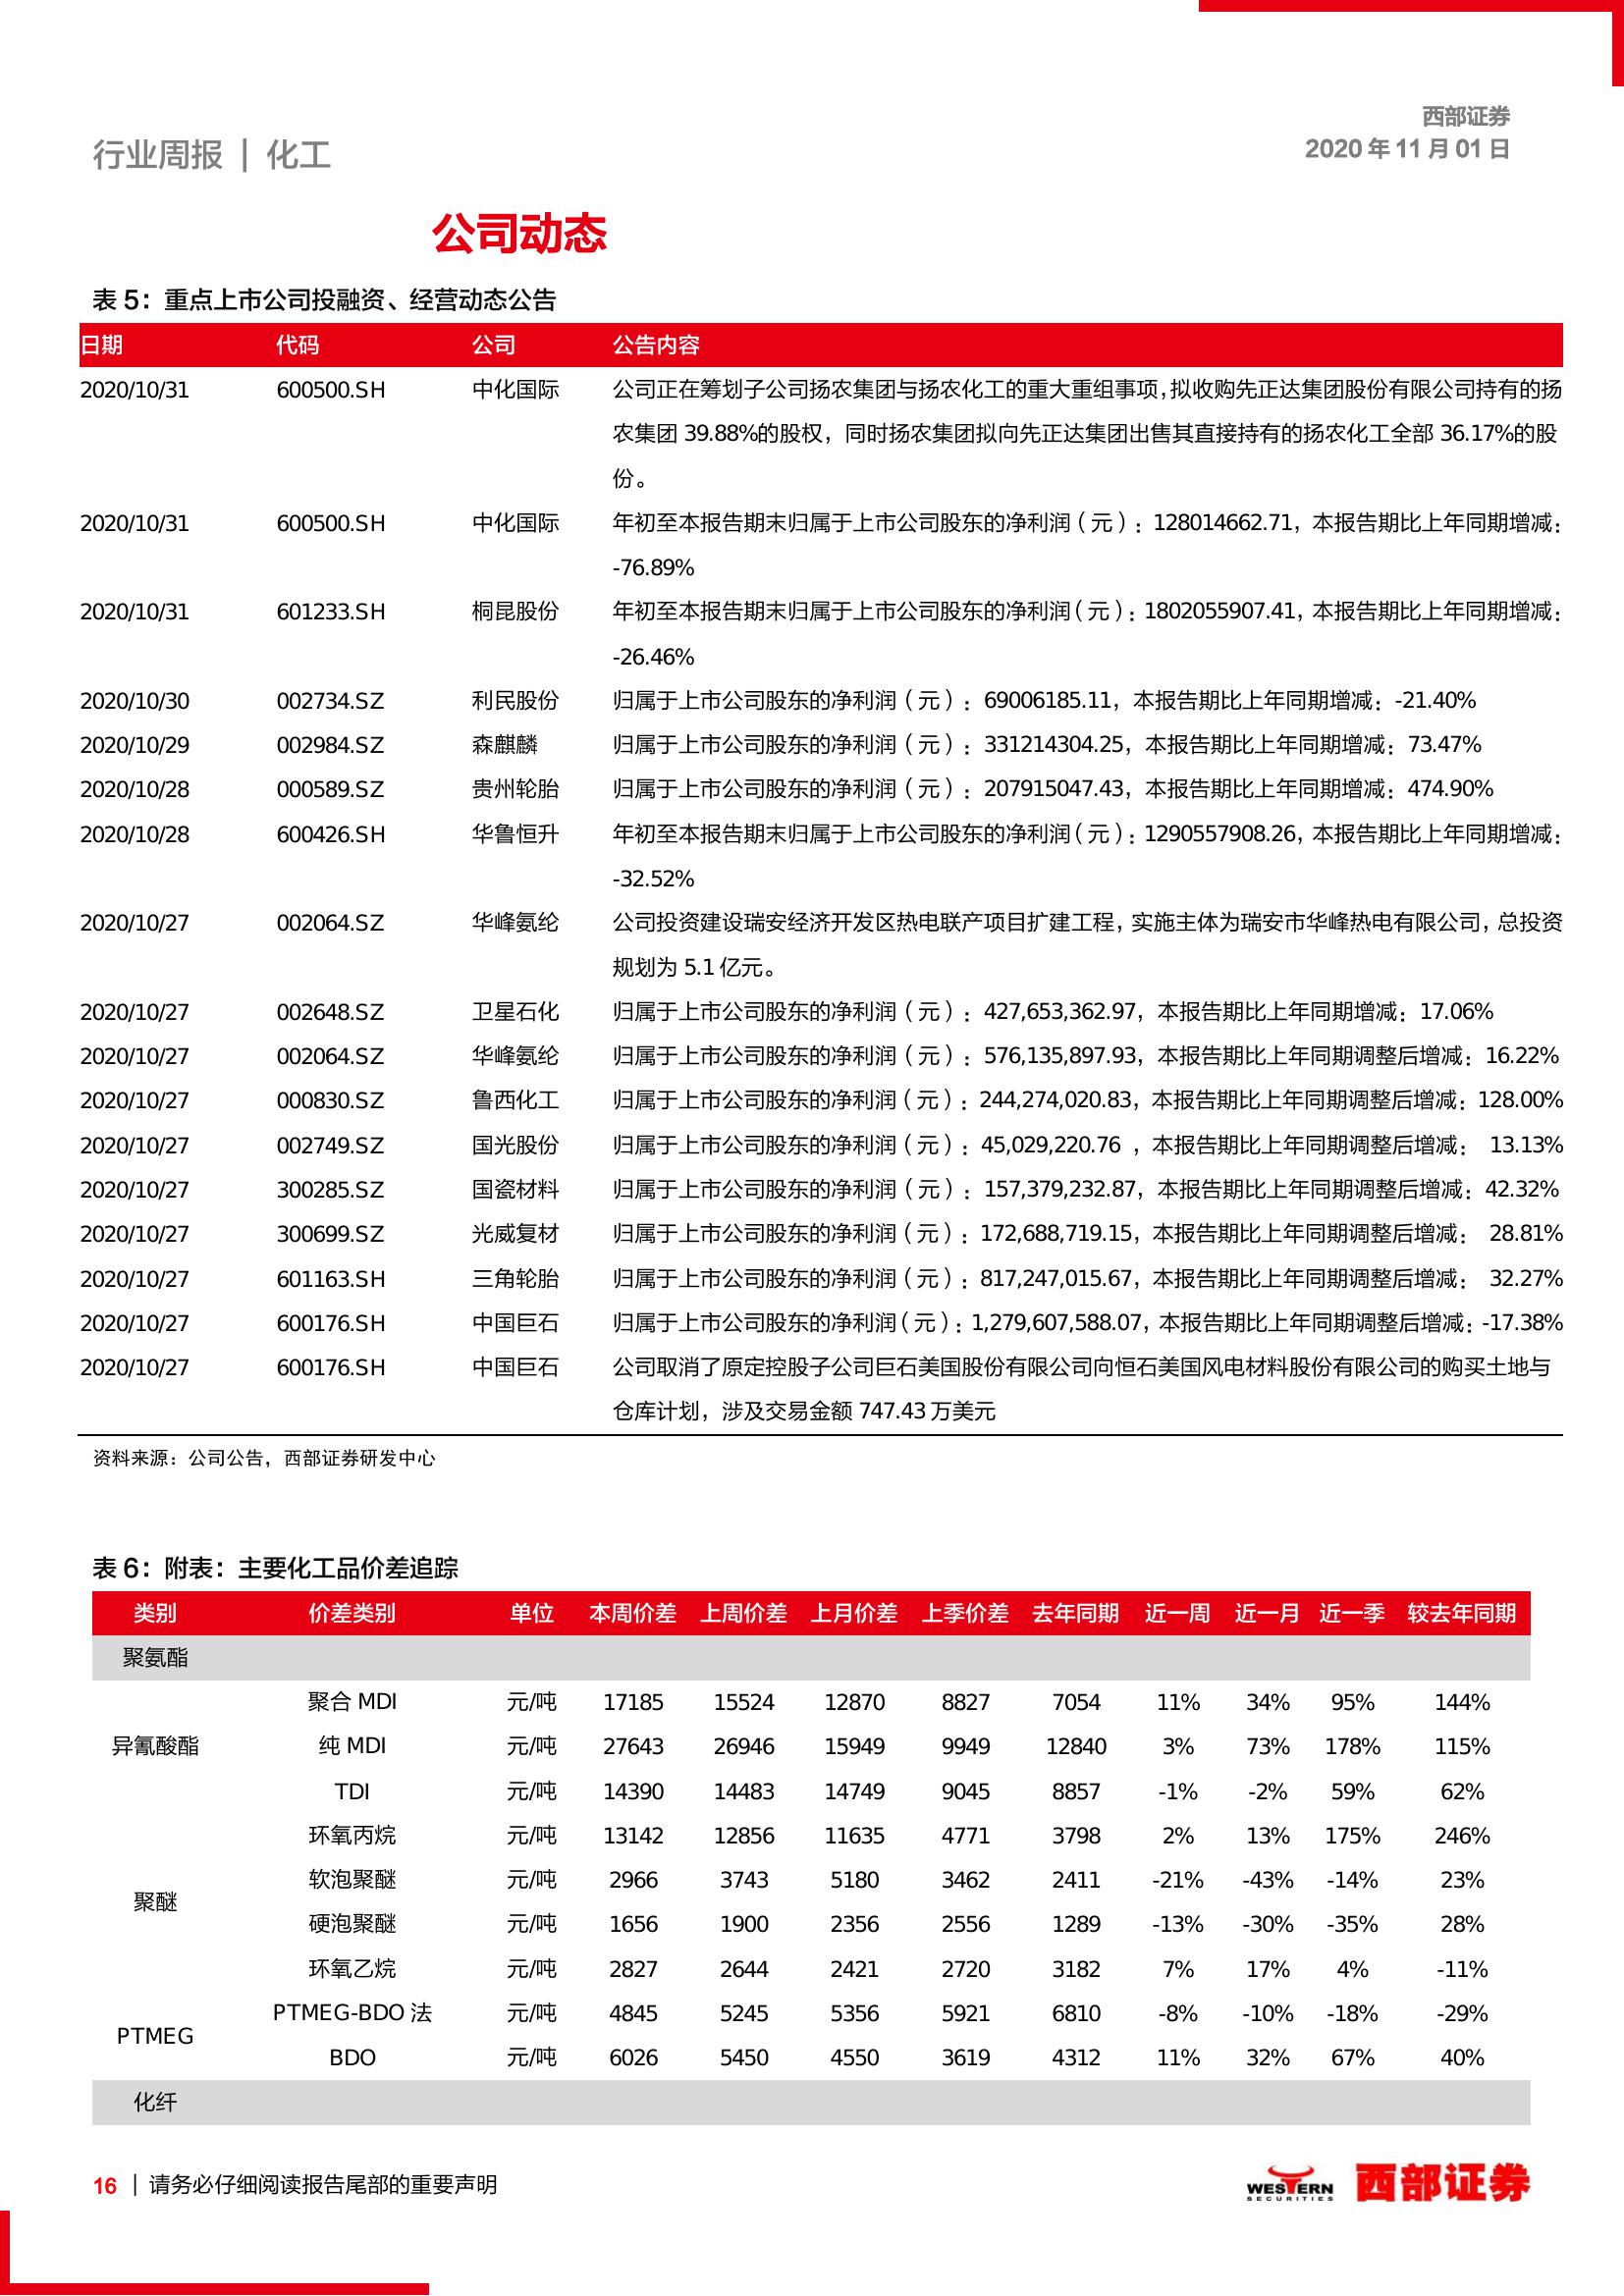 西部证券
行业周报 | 化工
2020 年 11 月 01 日
公司动态
表 5：重点上市公司投融资、经营动态公告
日期 代码 公司 公告内容
2020/10/31 600500.SH 中化国际 公司正在筹划子公司扬农集团与扬农化工的重大重组事项，拟收购先正达集团股份有限公司持有的扬
农集团 39.88%的股权，同时扬农集团拟向先正达集团出售其直接持有的扬农化工全部 36.17%的股
份。
2020/10/31 600500.SH 中化国际 年初至本报告期末归属于上市公司股东的净利润（元）：128014662.71，本报告期比上年同期增减：
-76.89%
2020/10/31 601233.SH 桐昆股份 年初至本报告期末归属于上市公司股东的净利润（元）：1802055907.41，本报告期比上年同期增减：
-26.46%
2020/10/30 002734.SZ 利民股份 归属于上市公司股东的净利润（元）：69006185.11，本报告期比上年同期增减：-21.40%
2020/10/29 002984.SZ 森麒麟 归属于上市公司股东的净利润（元）：331214304.25，本报告期比上年同期增减：73.47%
2020/10/28 000589.SZ 贵州轮胎 归属于上市公司股东的净利润（元）：207915047.43，本报告期比上年同期增减：474.90%
2020/10/28 600426.SH 华鲁恒升 年初至本报告期末归属于上市公司股东的净利润（元）：1290557908.26，本报告期比上年同期增减：
-32.52%
2020/10/27 002064.SZ 华峰氨纶 公司投资建设瑞安经济开发区热电联产项目扩建工程，实施主体为瑞安市华峰热电有限公司，总投资
规划为 5.1 亿元。
2020/10/27 002648.SZ 卫星石化 归属于上市公司股东的净利润（元）：427,653,362.97，本报告期比上年同期增减：17.06%
2020/10/27 002064.SZ 华峰氨纶 归属于上市公司股东的净利润（元）：576,135,897.93，本报告期比上年同期调整后增减：16.22%
2020/10/27 000830.SZ 鲁西化工 归属于上市公司股东的净利润（元）：244,274,020.83，本报告期比上年同期调整后增减：128.00%
2020/10/27 002749.SZ 国光股份 归属于上市公司股东的净利润（元）：45,029,220.76 ，本报告期比上年同期调整后增减： 13.13%
2020/10/27 300285.SZ 国瓷材料 归属于上市公司股东的净利润（元）：157,379,232.87，本报告期比上年同期调整后增减：42.32%
2020/10/27 300699.SZ 光威复材 归属于上市公司股东的净利润（元）：172,688,719.15，本报告期比上年同期调整后增减： 28.81%
2020/10/27 601163.SH 三角轮胎 归属于上市公司股东的净利润（元）：817,247,015.67，本报告期比上年同期调整后增减： 32.27%
2020/10/27 600176.SH 中国巨石 归属于上市公司股东的净利润（元）：1,279,607,588.07，本报告期比上年同期调整后增减：-17.38%
2020/10/27 600176.SH 中国巨石 公司取消了原定控股子公司巨石美国股份有限公司向恒石美国风电材料股份有限公司的购买土地与
仓库计划，涉及交易金额 747.43 万美元
资料来源：公司公告，西部证券研发中心
表 6：附表：主要化工品价差追踪
类别 价差类别 单位 本周价差 上周价差 上月价差 上季价差 去年同期 近一周 近一月 近一季 较去年同期
聚氨酯
聚合 MDI 元/吨 17185 15524 12870 8827 7054 11% 34% 95% 144%
异氰酸酯 纯 MDI 元/吨 27643 26946 15949 9949 12840 3% 73% 178% 115%
TDI 元/吨 14390 14483 14749 9045 8857 -1% -2% 59% 62%
环氧丙烷 元/吨 13142 12856 11635 4771 3798 2% 13% 175% 246%
聚醚 软泡聚醚 元/吨 2966 3743 5180 3462 2411 -21% -43% -14% 23%
硬泡聚醚 元/吨 1656 1900 2356 2556 1289 -13% -30% -35% 28%
环氧乙烷 元/吨 2827 2644 2421 2720 3182 7% 17% 4% -11%
PTMEG PTMEG-BDO 法 元/吨 4845 5245 5356 5921 6810 -8% -10% -18% -29%
BDO 元/吨 6026 5450 4550 3619 4312 11% 32% 67% 40%
化纤
16 | 请务必仔细阅读报告尾部的重要声明
WESTERN
SECURITIES
西部证券